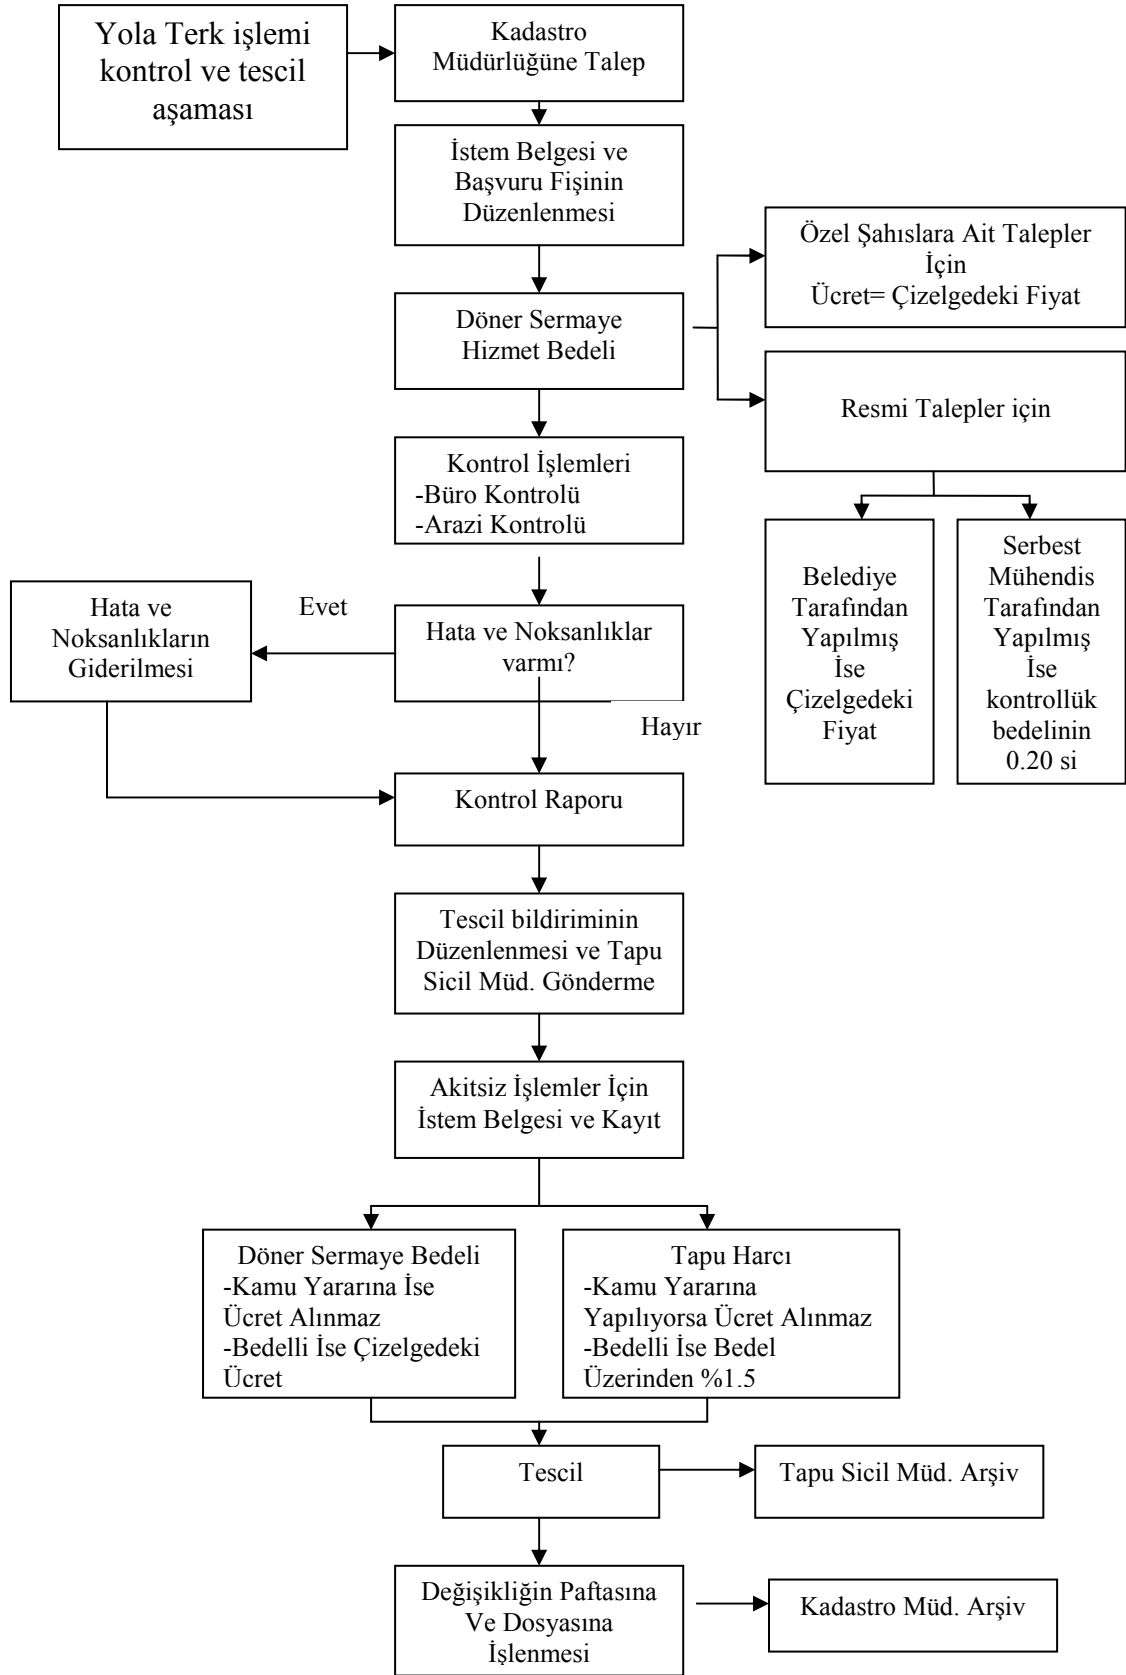 Yola Terk işlemi
kontrol ve tescil
aşaması
Kadastro
Müdürlüğüne Talep
İstem Belgesi ve
Başvuru Fişinin
Düzenlenmesi
Özel Şahıslara Ait Talepler
İçin
Ücret= Çizelgedeki Fiyat
Döner Sermaye
Hizmet Bedeli
Resmi Talepler için
Kontrol İşlemleri
-Büro Kontrolü
-Arazi Kontrolü
Belediye
Tarafından
Yapılmış
İse
Çizelgedeki
Fiyat
Serbest
Mühendis
Tarafından
Yapılmış
İse
kontrollük
bedelinin
0.20 si
Hata ve Noksanlıklar
varmı?
Evet
Hata ve
Noksanlıkların
Giderilmesi
Hayır
Kontrol Raporu
Tescil bildiriminin
Düzenlenmesi ve Tapu
Sicil Müd. Gönderme
Akitsiz İşlemler İçin
İstem Belgesi ve Kayıt
Döner Sermaye Bedeli
-Kamu Yararına İse
Ücret Alınmaz
-Bedelli İse Çizelgedeki
Ücret
Tapu Harcı
-Kamu Yararına
Yapılıyorsa Ücret Alınmaz
-Bedelli İse Bedel
Üzerinden %1.5
Tescil
Tapu Sicil Müd. Arşiv
Değişikliğin Paftasına
Ve Dosyasına
İşlenmesi
Kadastro Müd. Arşiv